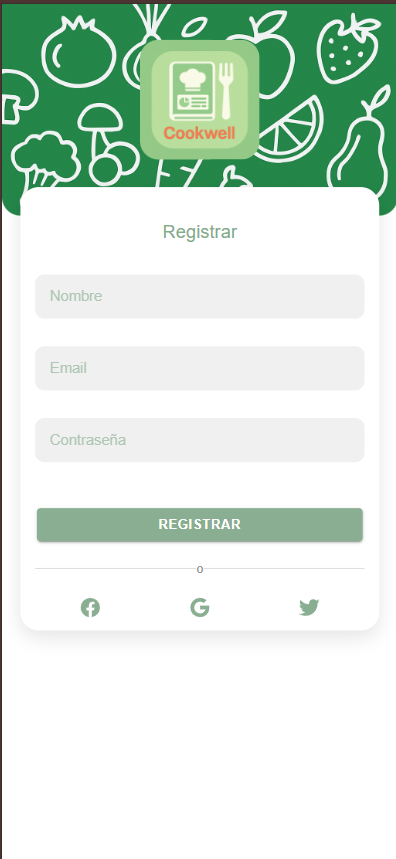 Cookwell
Registrar
Nombre
Email
Contraseña
REGISTRAR
o